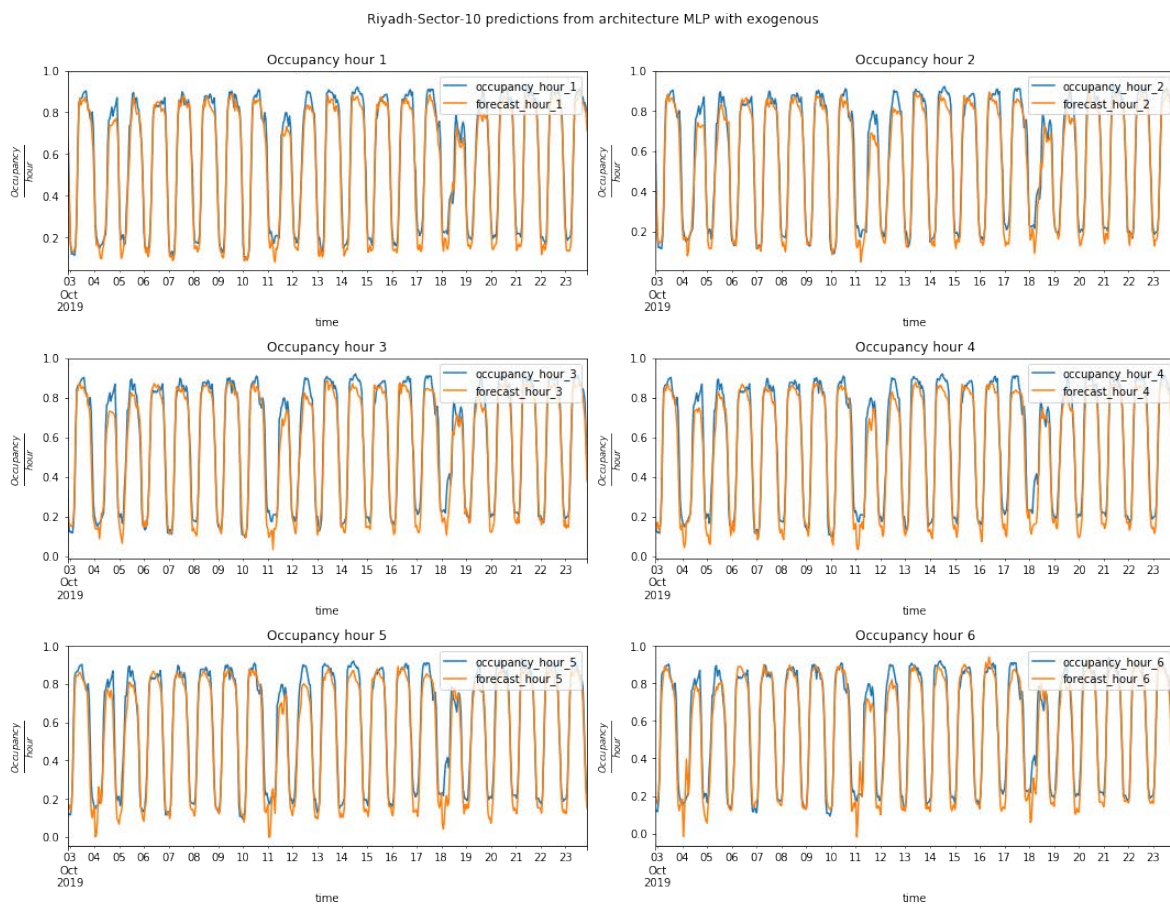 Riyadh-Sector-10 predictions from architecture MLP with exogenous
Occupancy hour 1
1.0
0.8
0.6
0.4
0.2
Occupancy
hour
occupancy_hour_1
forecast_hour_1
03 04 05 06 07 08 09 10 11 12 13 14 15 16 17 18 19 20 21 22 23
Oct
2019
time
Occupancy hour 2
1.0
0.8
0.6
0.4
0.2
Occupancy
hour
occupancy_hour_2
forecast_hour_2
03 04 05 06 07 08 09 10 11 12 13 14 15 16 17 18 19 20 21 22 23
Oct
2019
time
Occupancy hour 3
1.0
0.8
0.6
0.4
0.2
0.0
Occupancy
hour
occupancy_hour_3
forecast_hour_3
03 04 05 06 07 08 09 10 11 12 13 14 15 16 17 18 19 20 21 22 23
Oct
2019
time
Occupancy hour 4
1.0
0.8
0.6
0.4
0.2
0.0
Occupancy
hour
occupancy_hour_4
forecast_hour_4
03 04 05 06 07 08 09 10 11 12 13 14 15 16 17 18 19 20 21 22 23
Oct
2019
time
Occupancy hour 5
1.0
0.8
0.6
0.4
0.2
0.0
Occupancy
hour
occupancy_hour_5
forecast_hour_5
03 04 05 06 07 08 09 10 11 12 13 14 15 16 17 18 19 20 21 22 23
Oct
2019
time
Occupancy hour 6
1.0
0.8
0.6
0.4
0.2
0.0
Occupancy
hour
occupancy_hour_6
forecast_hour_6
03 04 05 06 07 08 09 10 11 12 13 14 15 16 17 18 19 20 21 22 23
Oct
2019
time